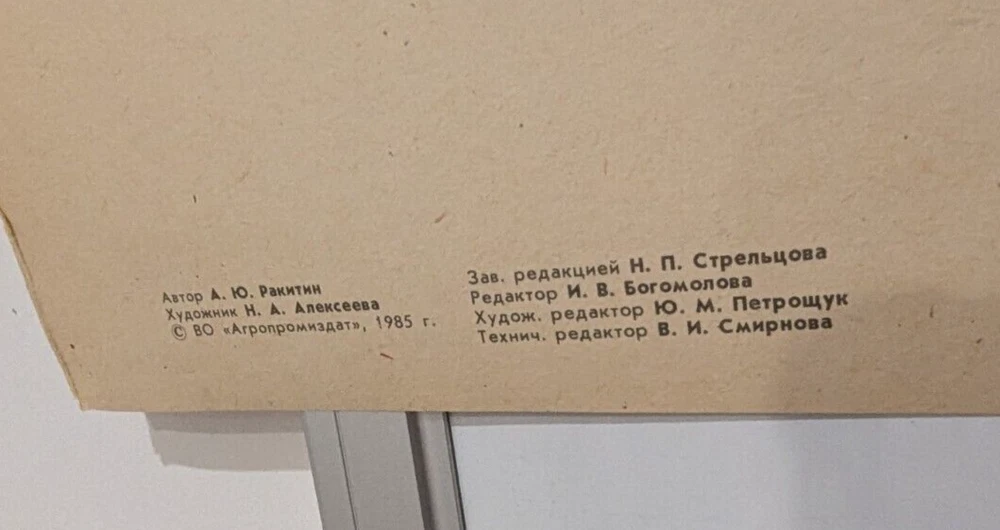 Автор А. Ю. Ракитин
Художник Н. А. Алексеева
© ВО «Агропромиздат», 1985 г.
Зав. редакцией Н. П. Стрельцова
Редактор И. В. Богомолова
Худож. редактор Ю. М. Петрощук
Технич. редактор В. И. Смирнова